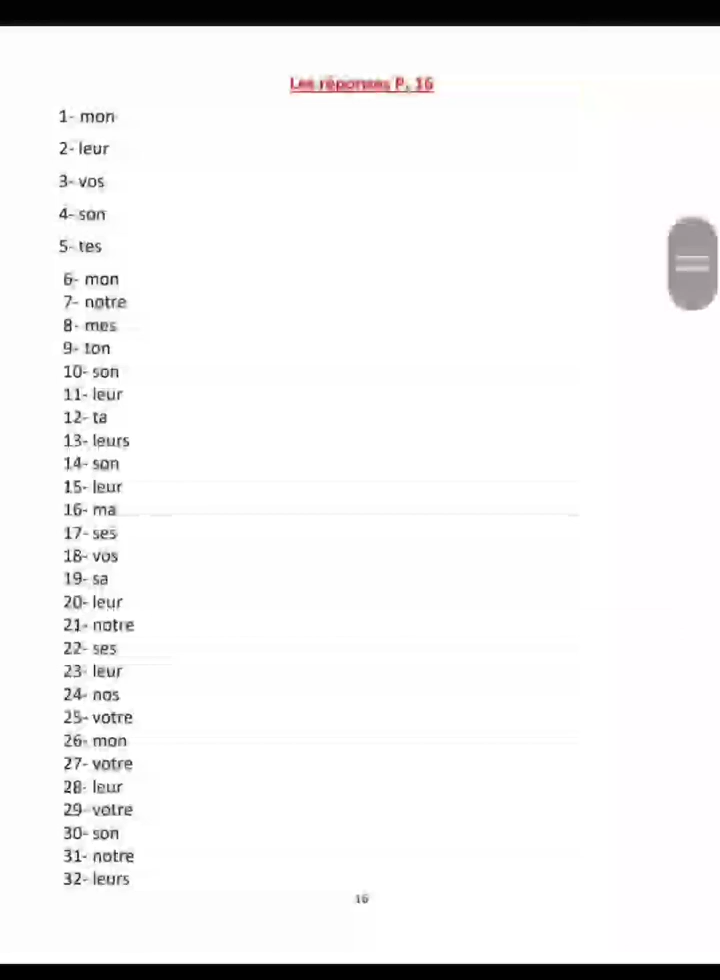 Les réponses P. 16
1- mon
2- leur
3- vos
4- son
5- tes
6- mon
7- notre
8- mes
9- ton
10- son
11- leur
12- ta
13- leurs
14- son
15- leur
16- ma
17- ses
18- vos
19- sa
20- leur
21- notre
22- ses
23- leur
24- nos
25- votre
26- mon
27- votre
28- leur
29- votre
30- son
31- notre
32- leurs
16